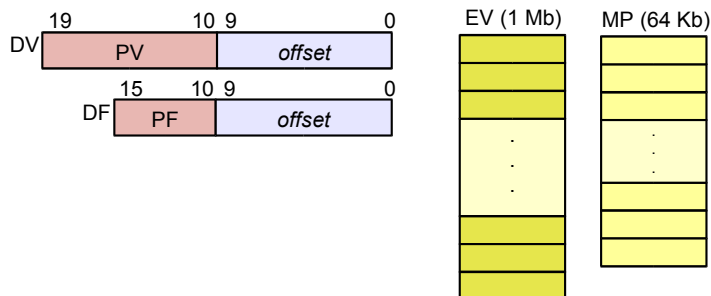 19 10 9 0
DV PV offset
15 10 9 0
DF PF offset
EV (1 Mb) MP (64 Kb)